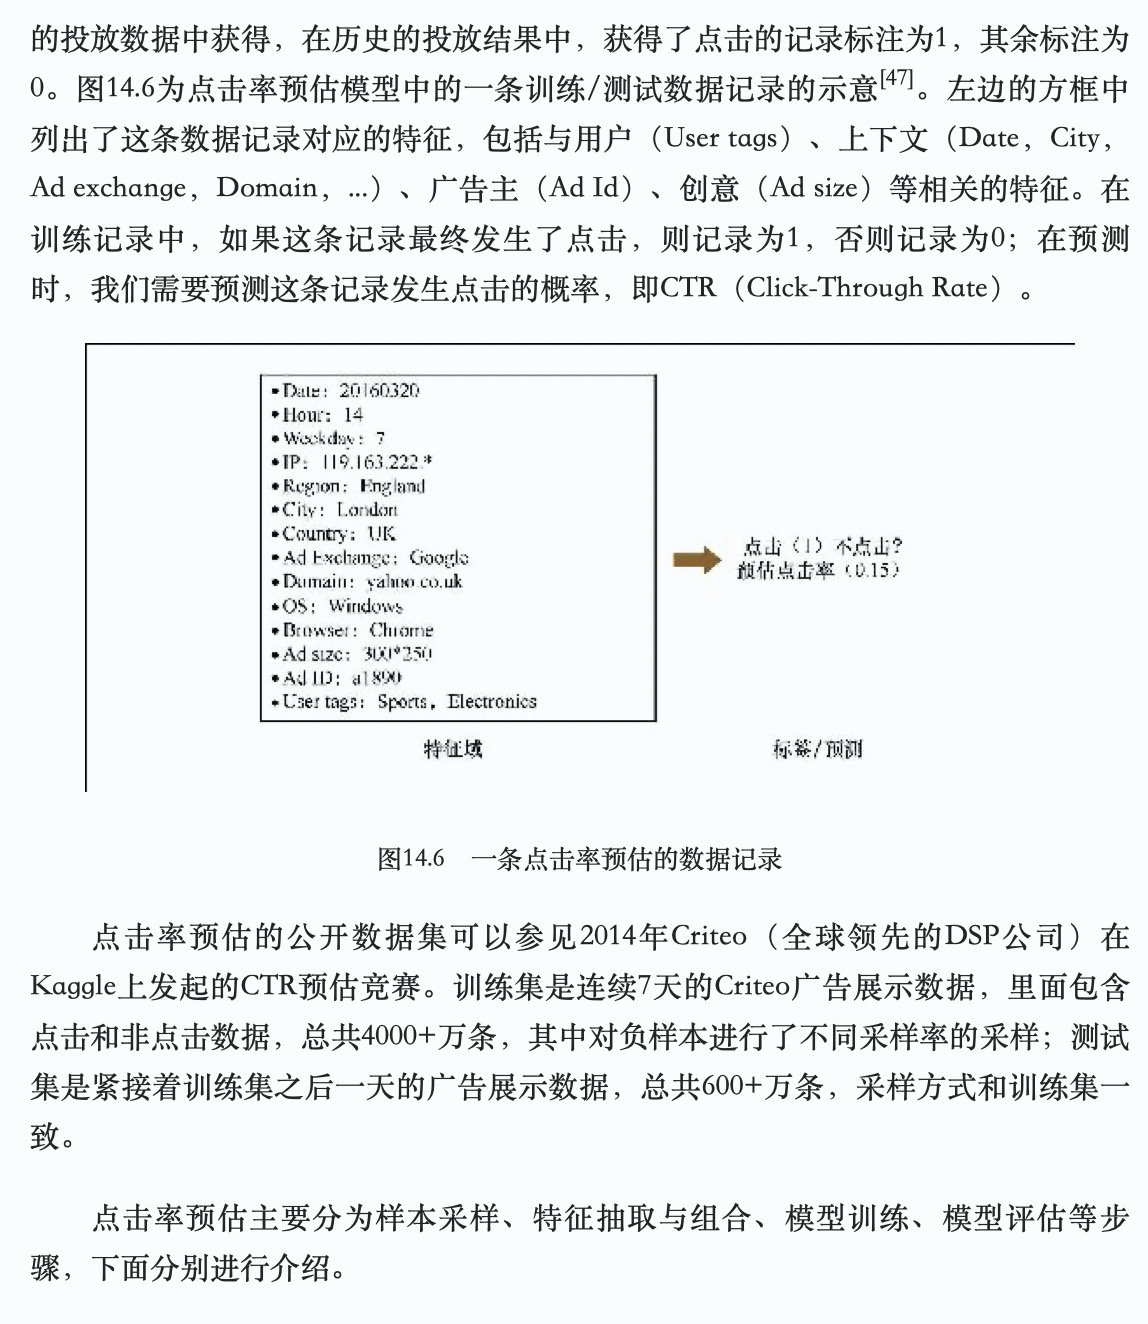 的投放数据中获得，在历史的投放结果中，获得了点击的记录标注为1，其余标注为
0。图14.6为点击率预估模型中的一条训练/测试数据记录的示意[47]。左边的方框中
列出了这条数据记录对应的特征，包括与用户（User tags）、上下文（Date，City，
Ad exchange，Domain，...）、广告主（Ad Id）、创意（Ad size）等相关的特征。在
训练记录中，如果这条记录最终发生了点击，则记录为1，否则记录为0；在预测
时，我们需要预测这条记录发生点击的概率，即CTR（Click-Through Rate）。
•Date：20160320
•Hour：14
•Weekday：7
•IP：119.163.222.*
•Region：England
•City：London
•Country：UK
•Ad Exchange：Google
•Domain：yahoo.co.uk
•OS：Windows
•Browser：Chrome
•Ad size：300*250
•Ad ID：a1890
•User tags：Sports，Electronics
点击（1）不点击？
预估点击率（0.15）
特征域
标签/预测
图14.6 一条点击率预估的数据记录
点击率预估的公开数据集可以参见2014年Criteo（全球领先的DSP公司）在
Kaggle上发起的CTR预估竞赛。训练集是连续7天的Criteo广告展示数据，里面包含
点击和非点击数据，总共4000+万条，其中对负样本进行了不同采样率的采样；测试
集是紧接着训练集之后一天的广告展示数据，总共600+万条，采样方式和训练集一
致。
点击率预估主要分为样本采样、特征抽取与组合、模型训练、模型评估等步
骤，下面分别进行介绍。